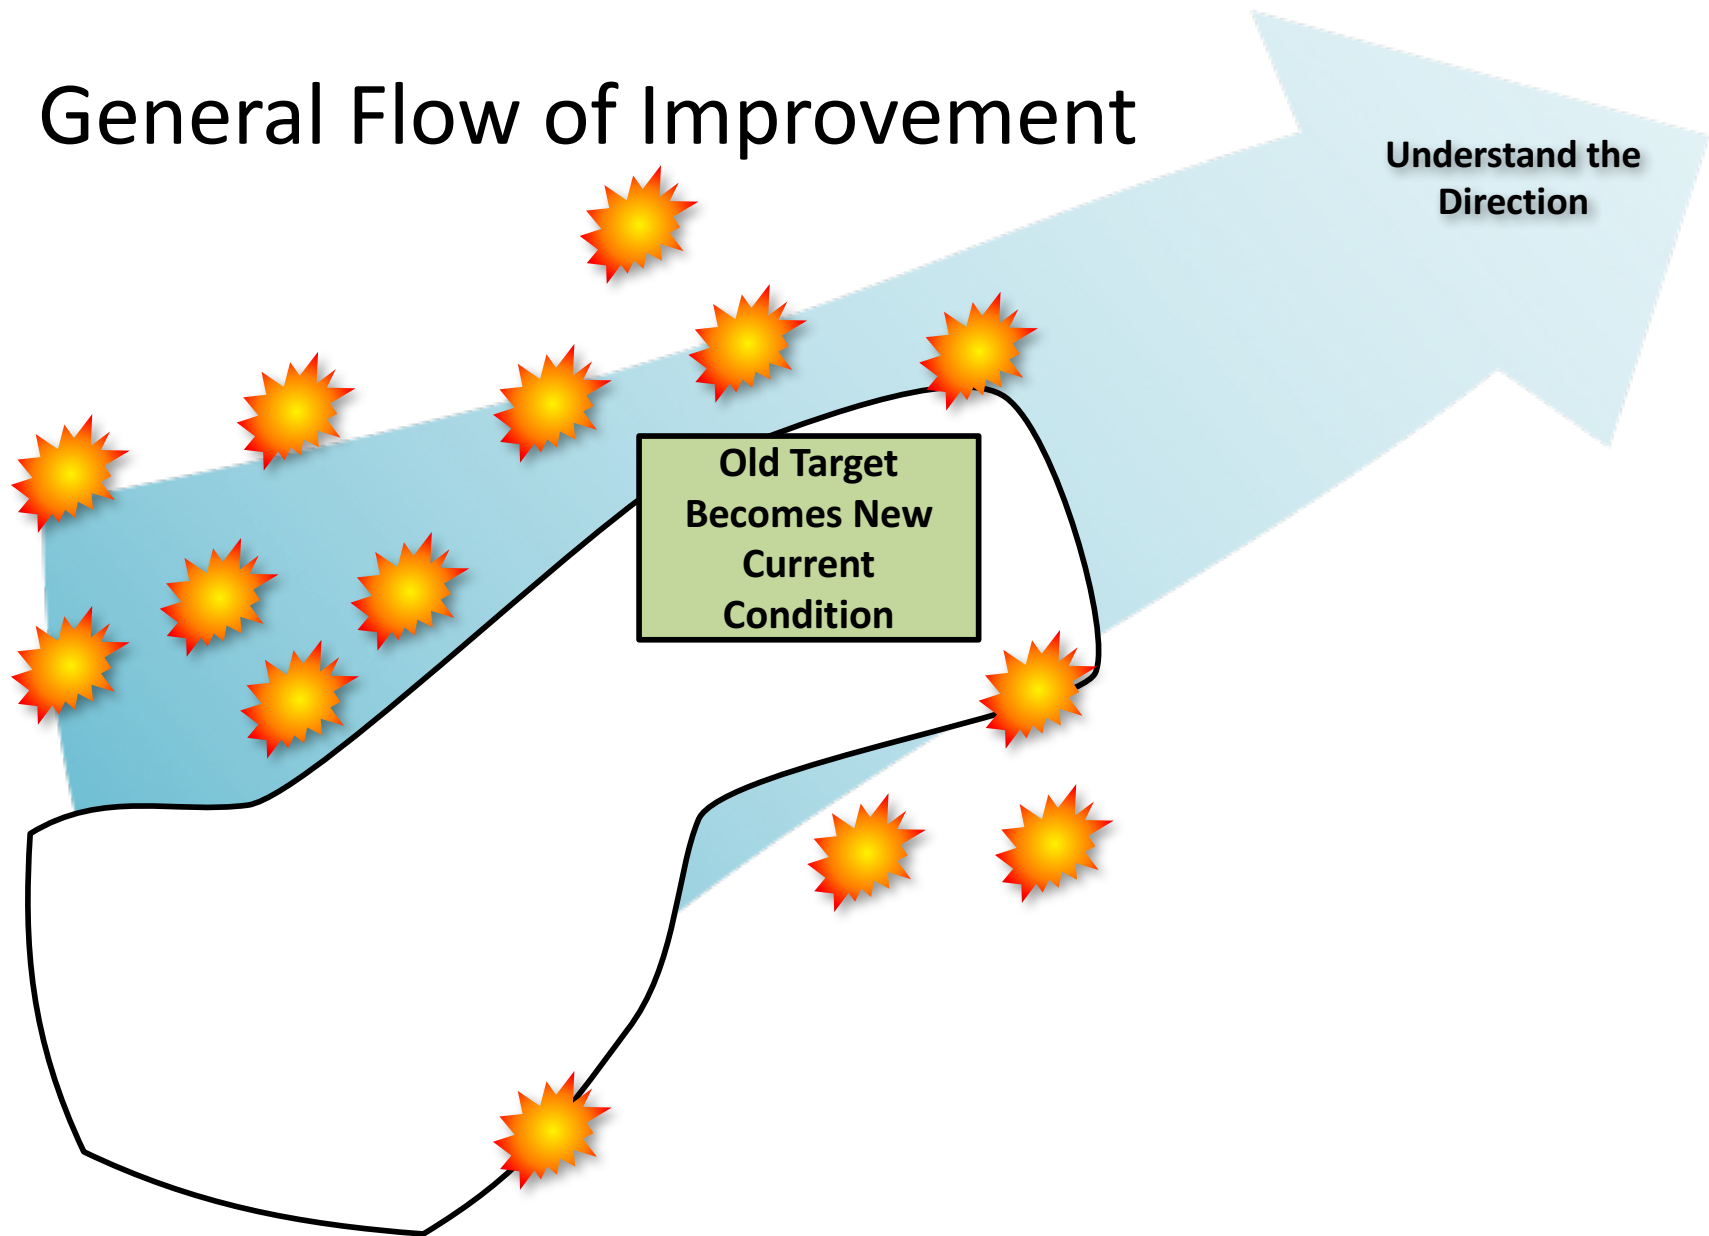 General Flow of Improvement
Understand the
Direction
Old Target
Becomes New
Current
Condition